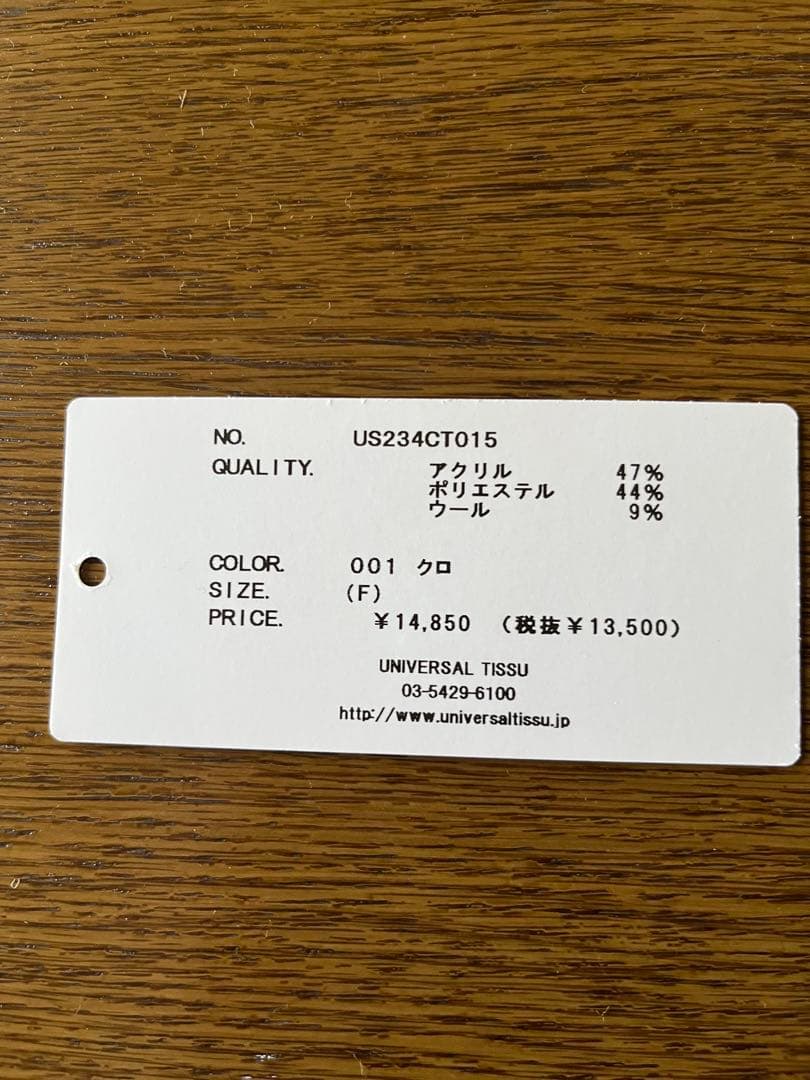 NO. US234CT015
QUALITY. アクリル 47%
ポリエステル 44%
ウール 9%
COLOR. 001 クロ
SIZE. (F)
PRICE. ¥14,850 (税抜¥13,500)
UNIVERSAL TISSU
03-5429-6100
http://www.universaltissu.jp